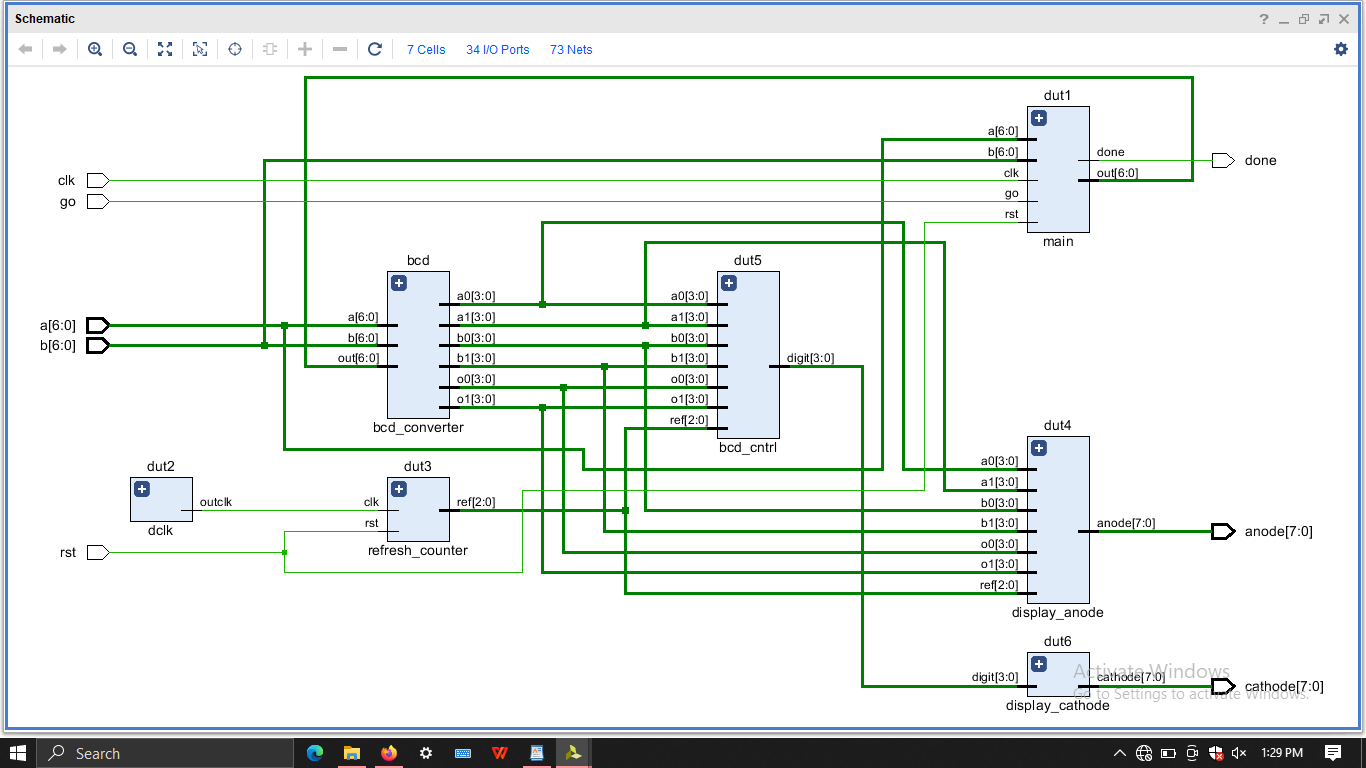 Schematic
7 Cells 34 I/O Ports 73 Nets
dut1
a[6:0]
b[6:0] done done
clk clk out[6:0]
go go
rst
main
bcd dut5
a0[3:0] a0[3:0]
a[6:0] a[6:0] a1[3:0] a1[3:0]
b[6:0] b[6:0] b0[3:0] b0[3:0]
out[6:0] b1[3:0] b1[3:0] digit[3:0]
o0[3:0] o0[3:0]
o1[3:0] o1[3:0]
ref[2:0]
bcd_converter bcd_cntrl
dut4
dut2 dut3 a0[3:0]
a1[3:0]
outclk clk ref[2:0] b0[3:0]
rst b1[3:0] anode[7:0] anode[7:0]
dclk
rst refresh_counter o0[3:0]
o1[3:0]
ref[2:0]
display_anode
dut6
digit[3:0] cathode[7:0] cathode[7:0]
display_cathode
Activate Windows
Go to Settings to activate Windows.
Search 1:29 PM